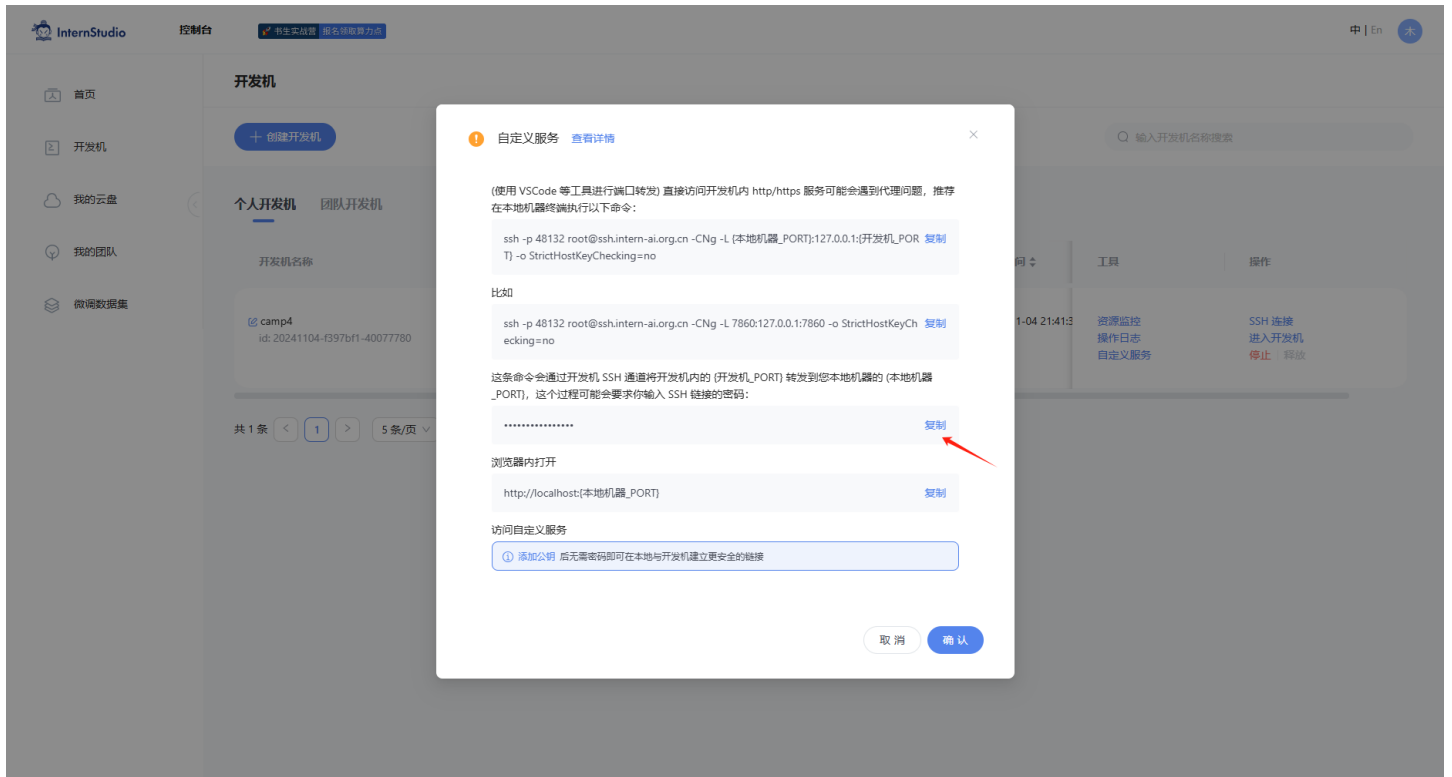 InternStudio
控制台
书生实战营 报名领取算力点
中 | En
木
首页
开发机
我的云盘
我的团队
微调数据集
开发机
创建开发机
输入开发机名称搜索
个人开发机 团队开发机
开发机名称
间
工具
操作
camp4
id: 20241104-f397bf1-40077780
1-04 21:41:3
资源监控
操作日志
自定义服务
SSH 连接
进入开发机
停止 释放
共 1 条 < 1 > 5 条/页
自定义服务 查看详情
(使用 VSCode 等工具进行端口转发) 直接访问开发机内 http/https 服务可能会遇到代理问题，推荐
在本地机器终端执行以下命令：
ssh -p 48132 root@ssh.intern-ai.org.cn -CNg -L {本地机器_PORT}:127.0.0.1:{开发机_POR 复制
T} -o StrictHostKeyChecking=no
比如
ssh -p 48132 root@ssh.intern-ai.org.cn -CNg -L 7860:127.0.0.1:7860 -o StrictHostKeyCh 复制
ecking=no
这条命令会通过开发机 SSH 通道将开发机内的 {开发机_PORT} 转发到您本地机器的 {本地机器
_PORT}，这个过程可能会要求你输入 SSH 链接的密码：
•••••••••••••••• 复制
浏览器内打开
http://localhost:{本地机器_PORT} 复制
访问自定义服务
添加公钥 后无需密码即可在本地与开发机建立更安全的链接
取 消
确 认